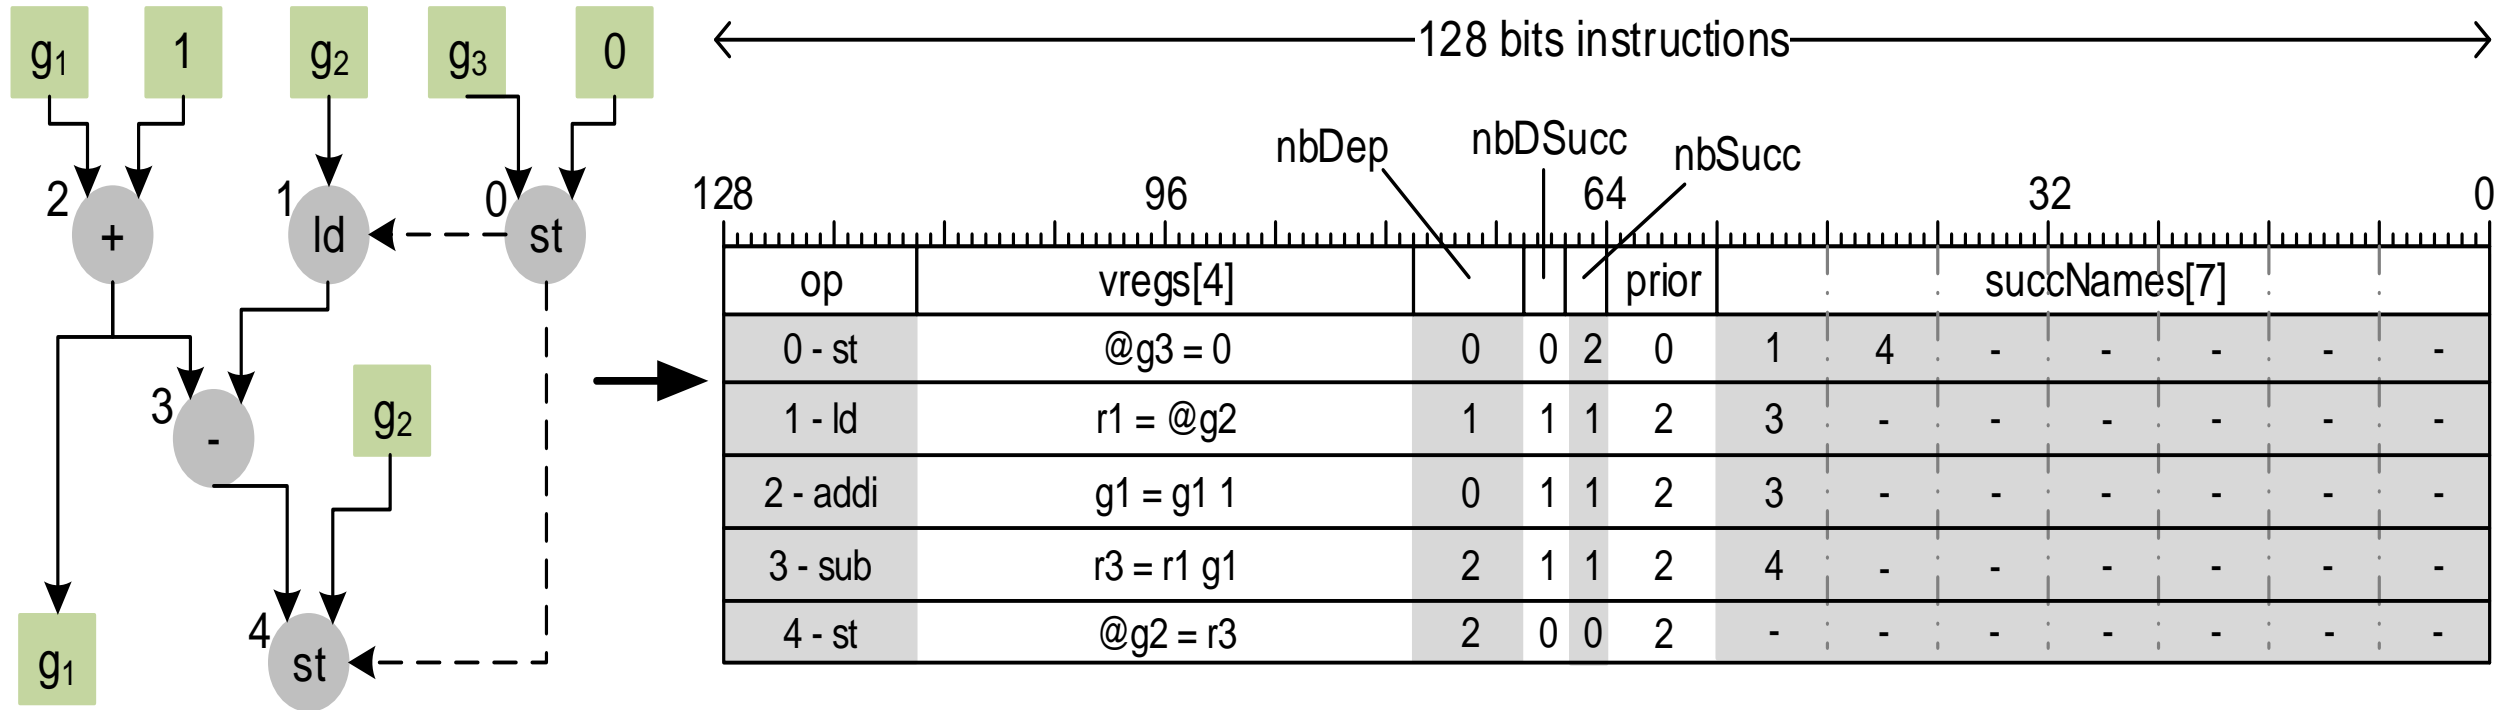 g1 1 g2 g3 0
2 + 1 ld 0 st
3 - g2
g1 4 st
128 bits instructions
nbDep nbDSucc nbSucc
128 96 64 32 0
op vregs[4] prior succNames[7]
0 - st @g3 = 0 0 0 2 0 1 4 - - - - -
1 - ld r1 = @g2 1 1 1 2 3 - - - - - -
2 - addi g1 = g1 1 0 1 1 2 3 - - - - - -
3 - sub r3 = r1 g1 2 1 1 2 4 - - - - - -
4 - st @g2 = r3 2 0 0 2 - - - - - - -